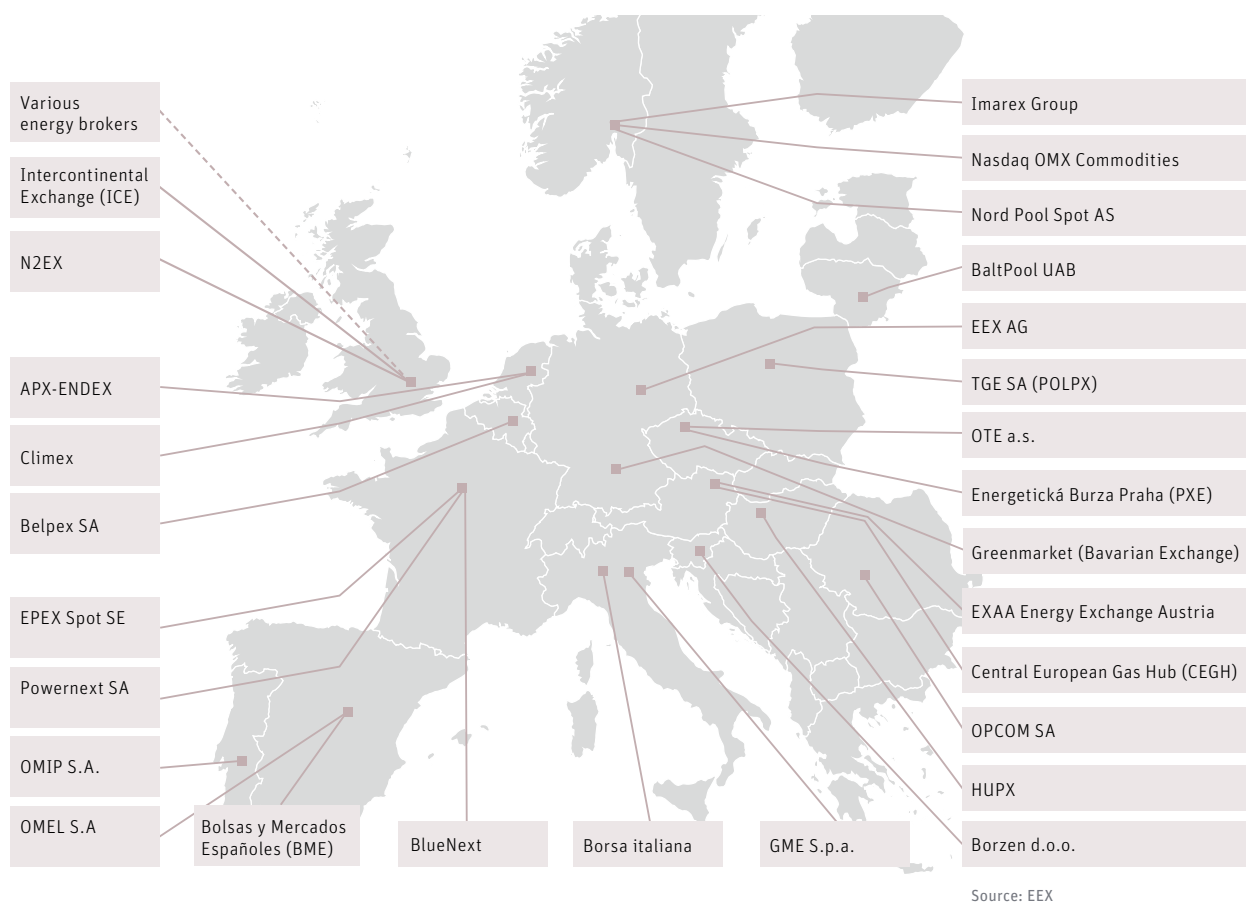 Various
energy brokers
Intercontinental
Exchange (ICE)
N2EX
APX-ENDEX
Climex
Belpex SA
EPEX Spot SE
Powernext SA
OMIP S.A.
OMEL S.A
Bolsas y Mercados
Españoles (BME)
BlueNext
Borsa italiana
GME S.p.a.
Imarex Group
Nasdaq OMX Commodities
Nord Pool Spot AS
BaltPool UAB
EEX AG
TGE SA (POLPX)
OTE a.s.
Energetická Burza Praha (PXE)
Greenmarket (Bavarian Exchange)
EXAA Energy Exchange Austria
Central European Gas Hub (CEGH)
OPCOM SA
HUPX
Borzen d.o.o.
Source: EEX